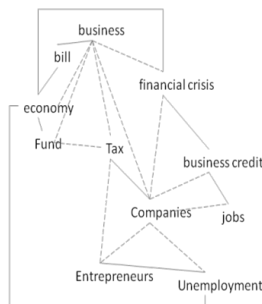 business
bill
financial crisis
economy
Fund
Tax
business credit
Companies
jobs
Entrepreneurs
Unemployment